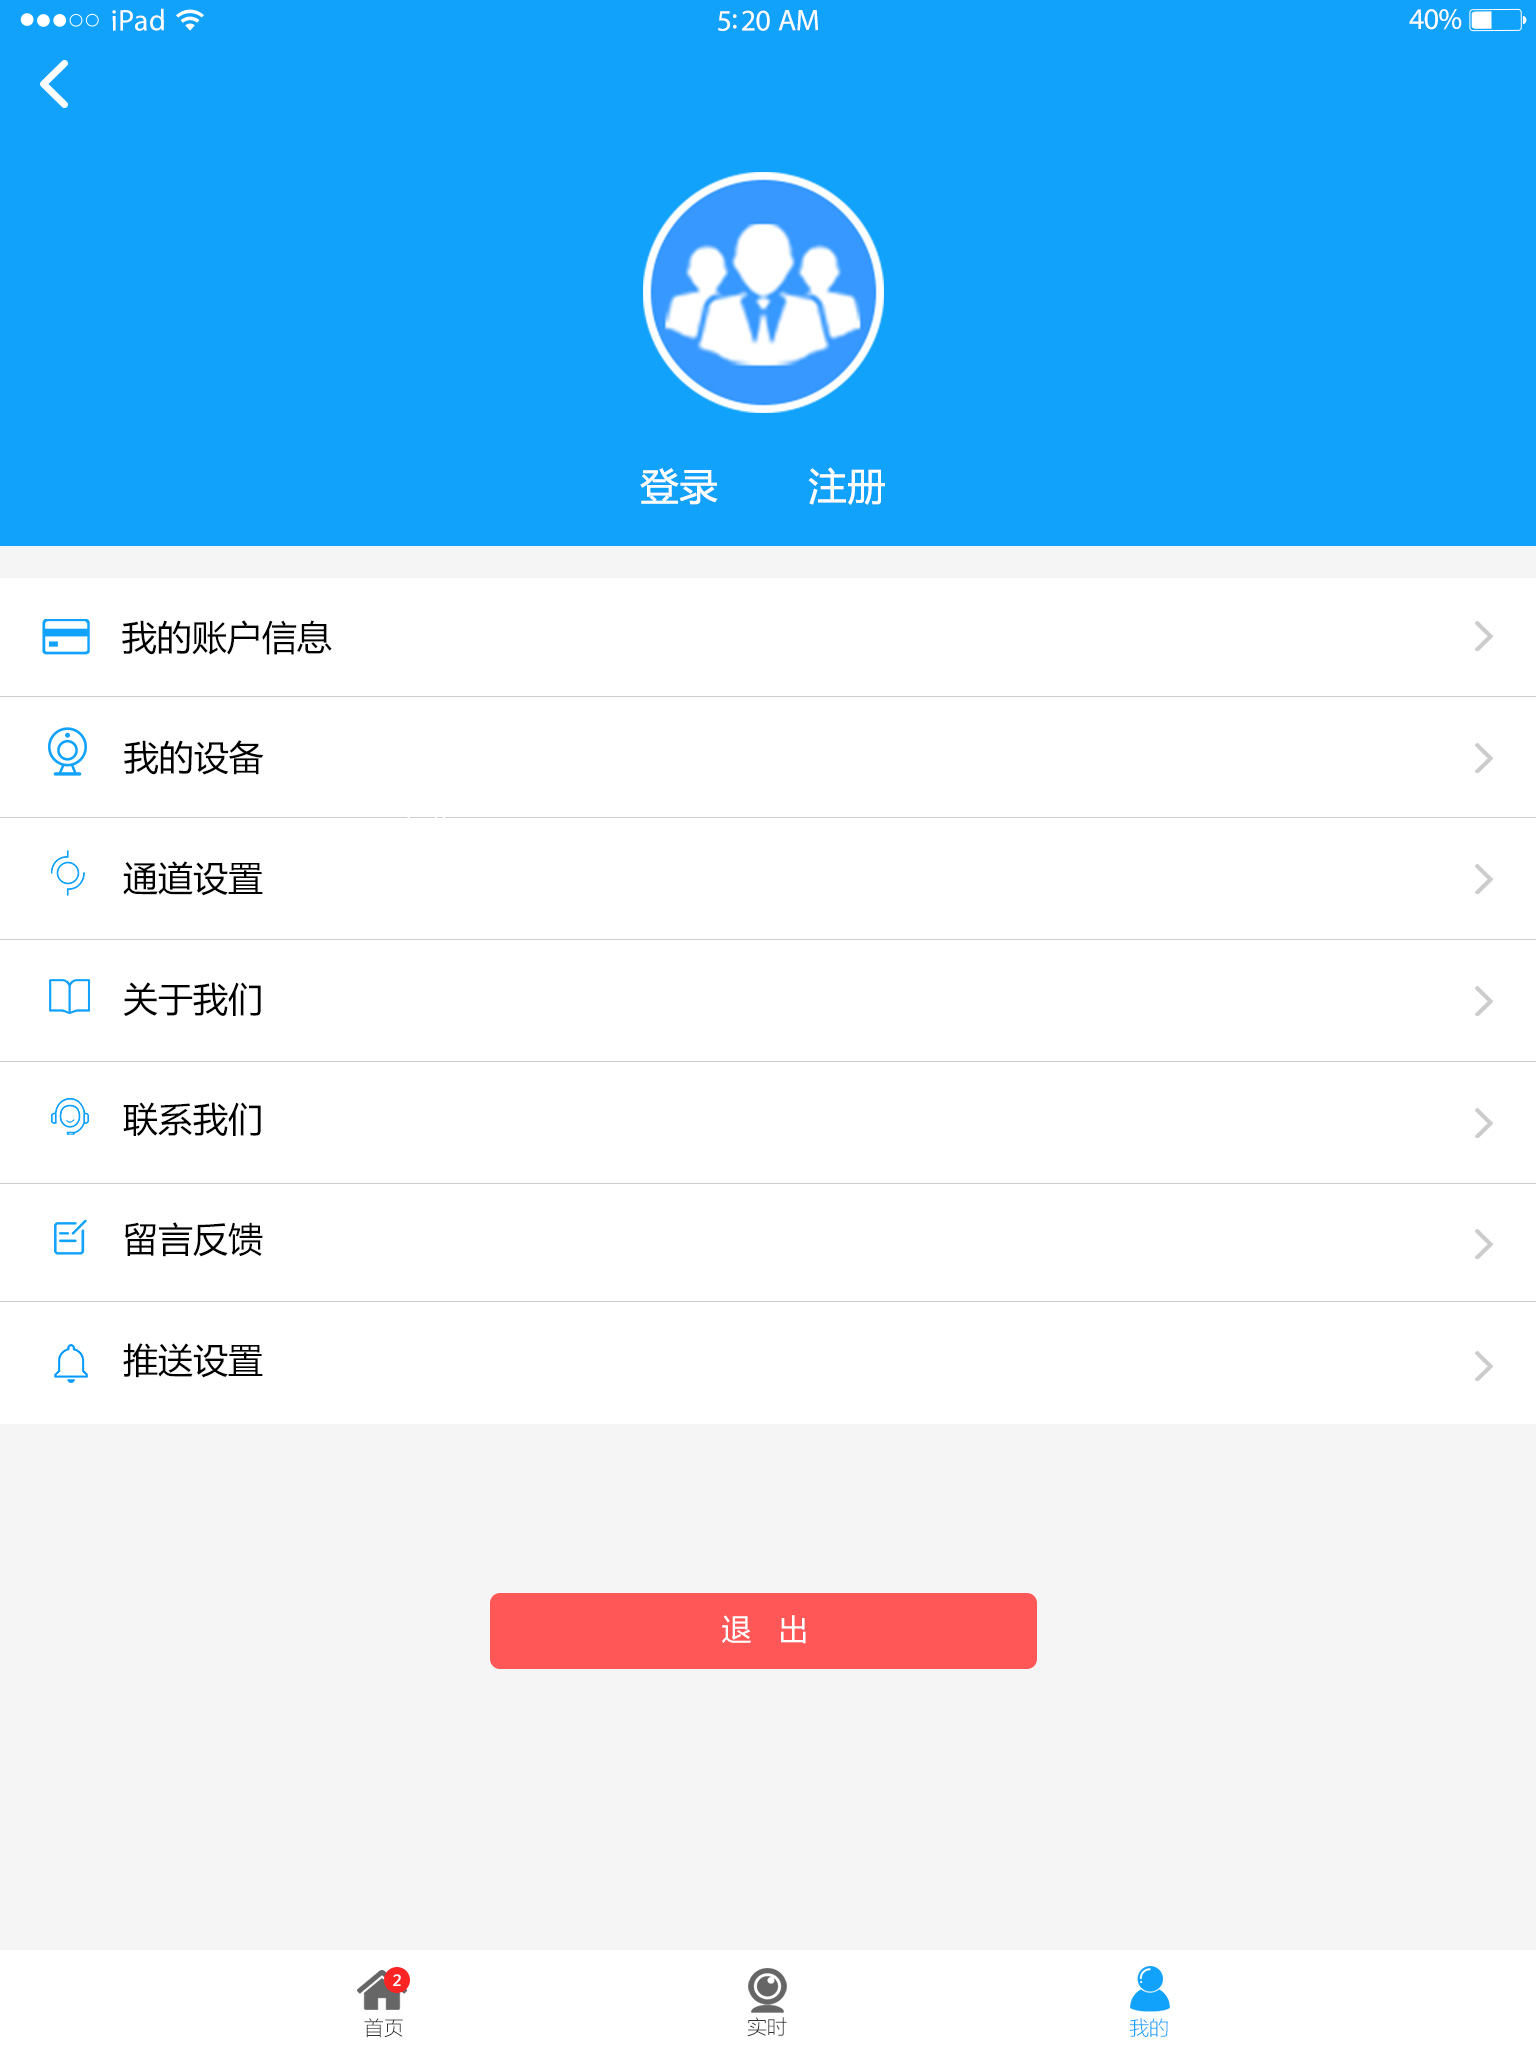 iPad 5:20 AM 40%
登录 注册
我的账户信息
我的设备
通道设置
关于我们
联系我们
留言反馈
推送设置
退 出
2
首页 实时 我的